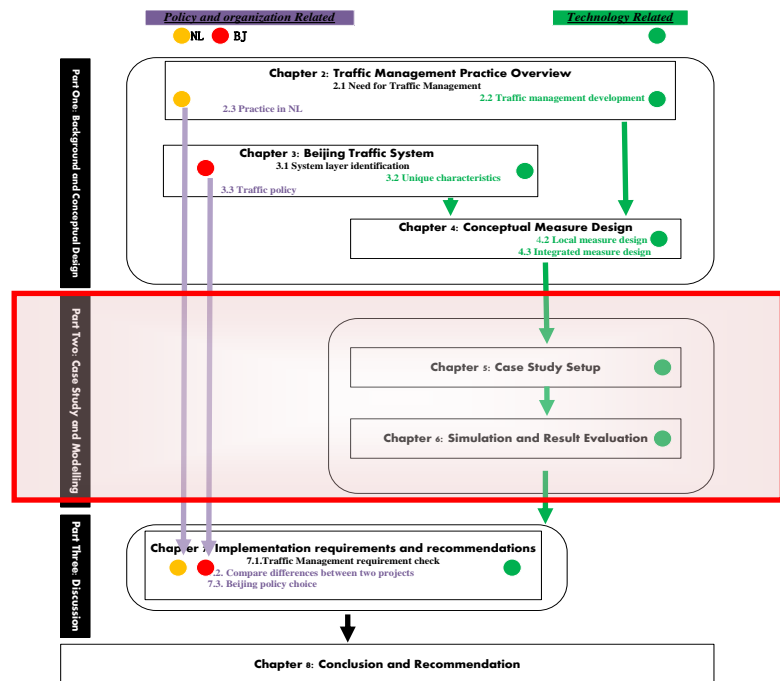 Policy and organization Related
Technology Related
NL BJ
Part One: Background and Conceptual Design
Chapter 2: Traffic Management Practice Overview
2.1 Need for Traffic Management
2.2 Traffic management development
2.3 Practice in NL
Chapter 3: Beijing Traffic System
3.1 System layer identification
3.2 Unique characteristics
3.3 Traffic policy
Chapter 4: Conceptual Measure Design
4.2 Local measure design
4.3 Integrated measure design
Part Two: Case Study and Modelling
Chapter 5: Case Study Setup
Chapter 6: Simulation and Result Evaluation
Part Three: Discussion
Chapter 7: Implementation requirements and recommendations
7.1.Traffic Management requirement check
.2. Compare differences between two projects
7.3. Beijing policy choice
Chapter 8: Conclusion and Recommendation